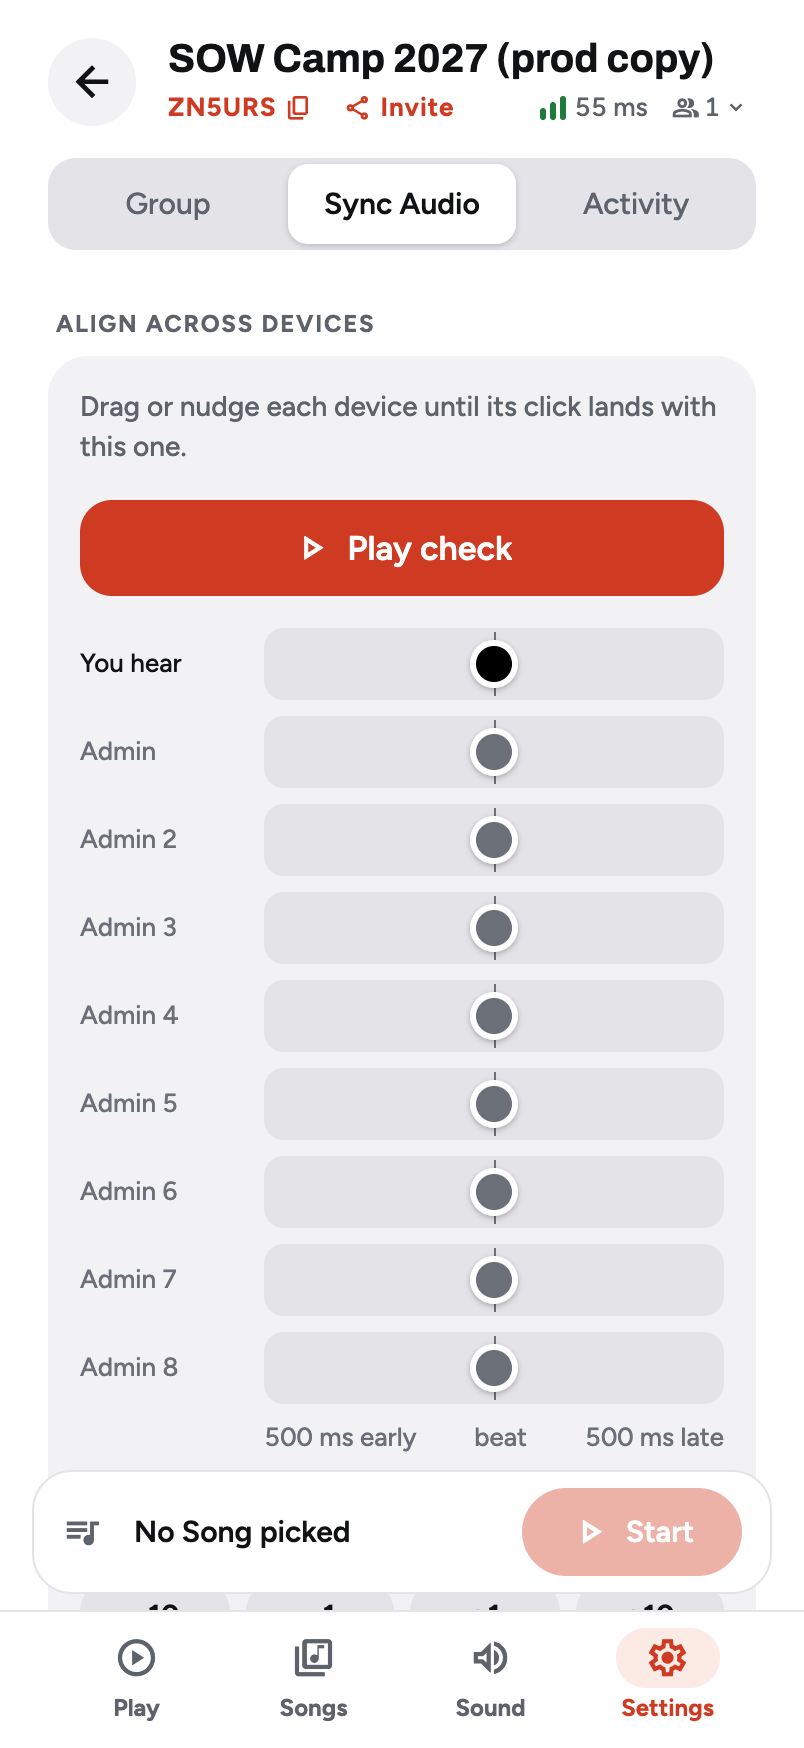 SOW Camp 2027 (prod copy)
ZN5URS Invite 55 ms 1
Group Sync Audio Activity
ALIGN ACROSS DEVICES
Drag or nudge each device until its click lands with
this one.
Play check
You hear
Admin
Admin 2
Admin 3
Admin 4
Admin 5
Admin 6
Admin 7
Admin 8
500 ms early beat 500 ms late
No Song picked Start
Play Songs Sound Settings